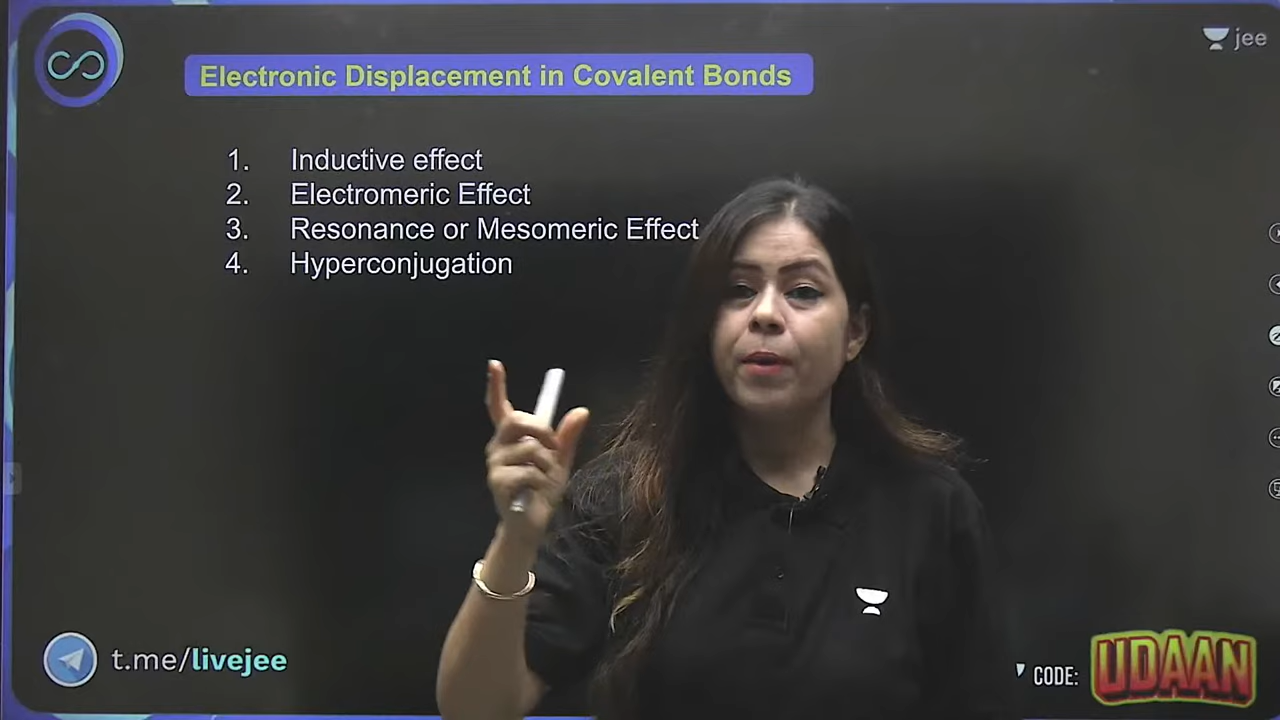 jee
Electronic Displacement in Covalent Bonds
1. Inductive effect
2. Electromeric Effect
3. Resonance or Mesomeric Effect
4. Hyperconjugation
t.me/livejee
CODE: UDAAN